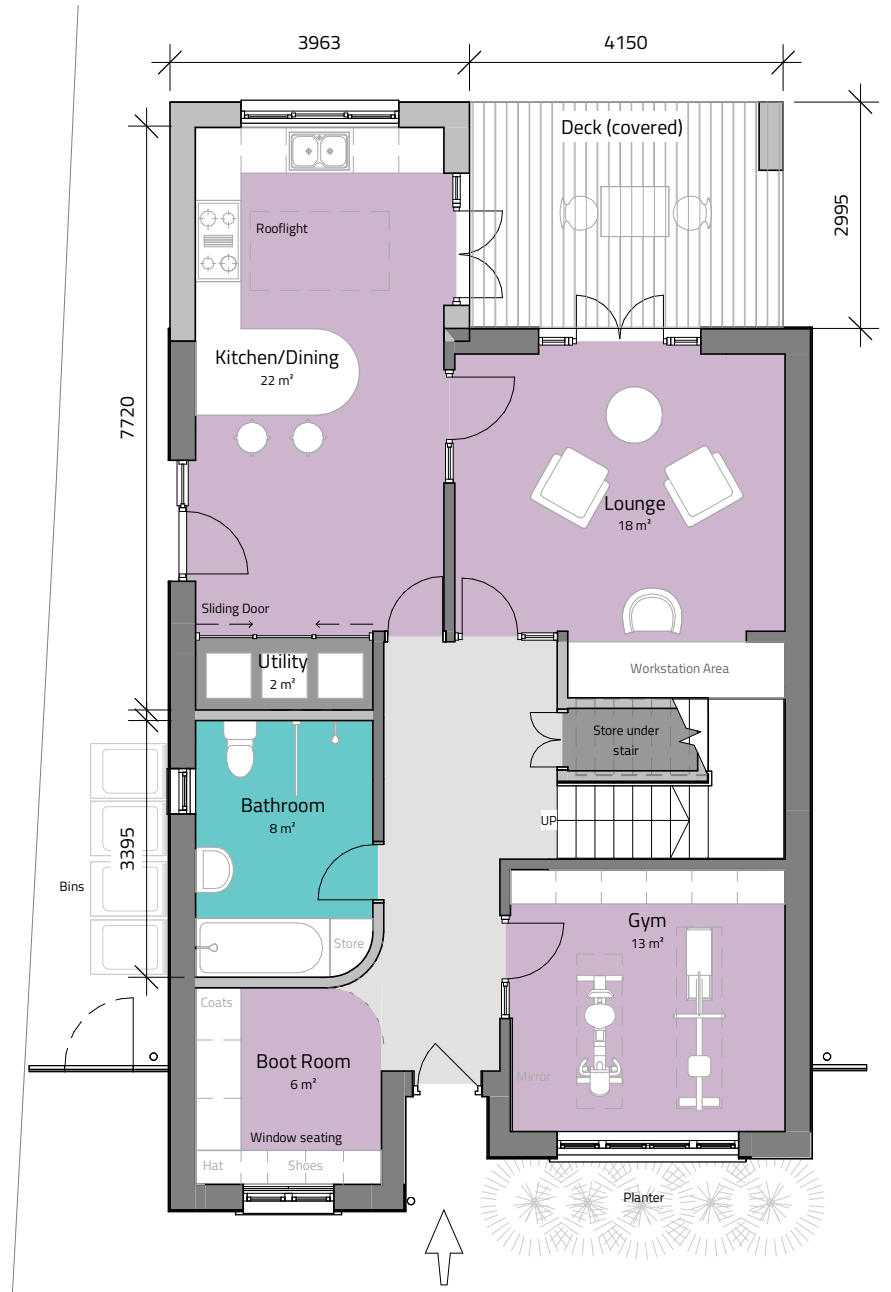 3963
4150
Deck (covered)
2995
Rooflight
Kitchen/Dining
22 m²
7720
Lounge
18 m²
Sliding Door
Utility
2 m²
Workstation Area
Store under
stair
Bathroom
8 m²
UP
3395
Bins
Gym
13 m²
Store
Coats
Boot Room
6 m²
Mirror
Window seating
Hat
Shoes
Planter